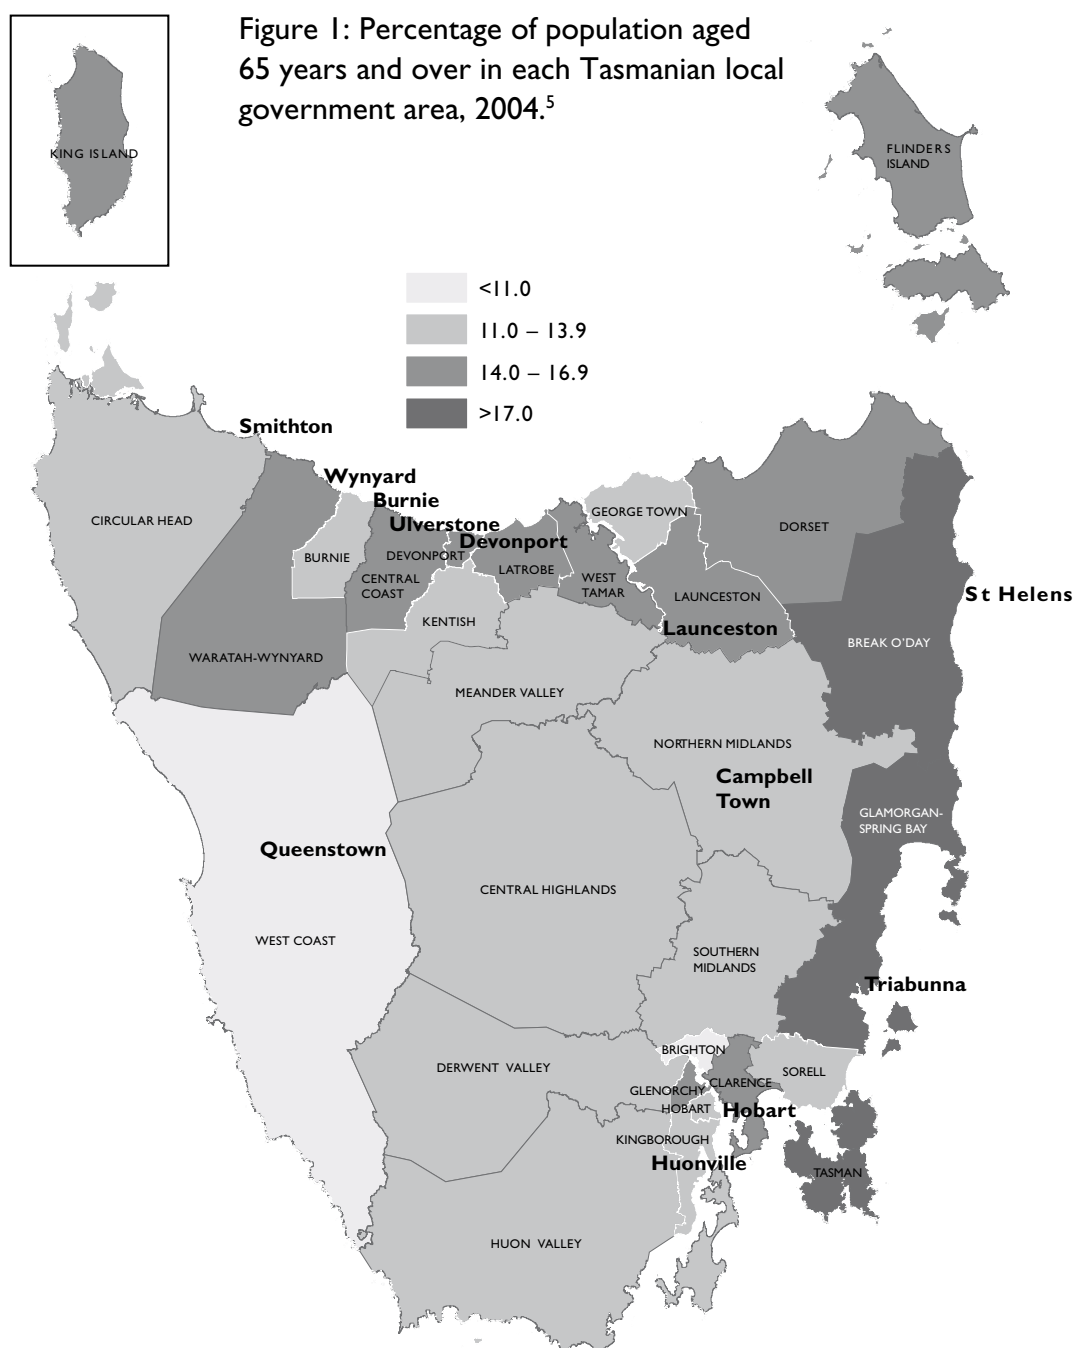 Figure 1: Percentage of population aged
65 years and over in each Tasmanian local
government area, 2004.5
KING ISLAND
FLINDERS
ISLAND
<11.0
11.0 – 13.9
14.0 – 16.9
>17.0
Smithton
Wynyard
Burnie
Ulverstone
Devonport
CIRCULAR HEAD
GEORGE TOWN
DORSET
BURNIE
DEVONPORT
LATROBE
CENTRAL
COAST
WEST
TAMAR
LAUNCESTON
St Helens
KENTISH
Launceston
BREAK O'DAY
WARATAH-WYNYARD
MEANDER VALLEY
NORTHERN MIDLANDS
Campbell
Town
GLAMORGAN-
SPRING BAY
Queenstown
CENTRAL HIGHLANDS
WEST COAST
SOUTHERN
MIDLANDS
Triabunna
BRIGHTON
DERWENT VALLEY
SORELL
GLENORCHY
CLARENCE
HOBART
Hobart
KINGBOROUGH
Huonville
TASMAN
HUON VALLEY